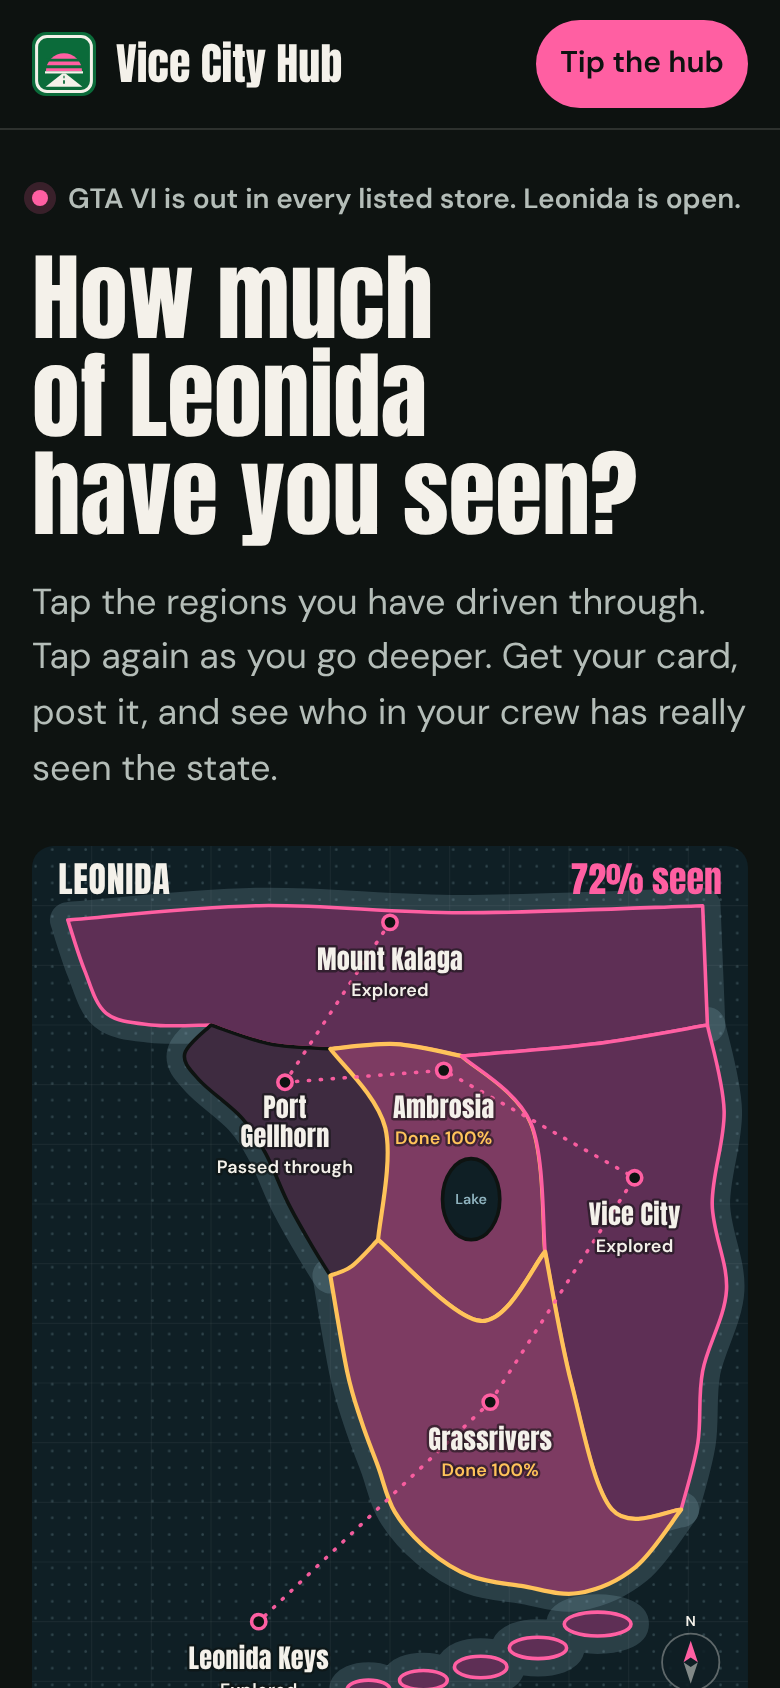 Vice City Hub
Tip the hub
GTA VI is out in every listed store. Leonida is open.
How much
of Leonida
have you seen?
Tap the regions you have driven through.
Tap again as you go deeper. Get your card,
post it, and see who in your crew has really
seen the state.
LEONIDA
72% seen
Mount Kalaga
Explored
Port
Gellhorn
Passed through
Ambrosia
Done 100%
Lake
Vice City
Explored
Grassrivers
Done 100%
N
Leonida Keys
Explored